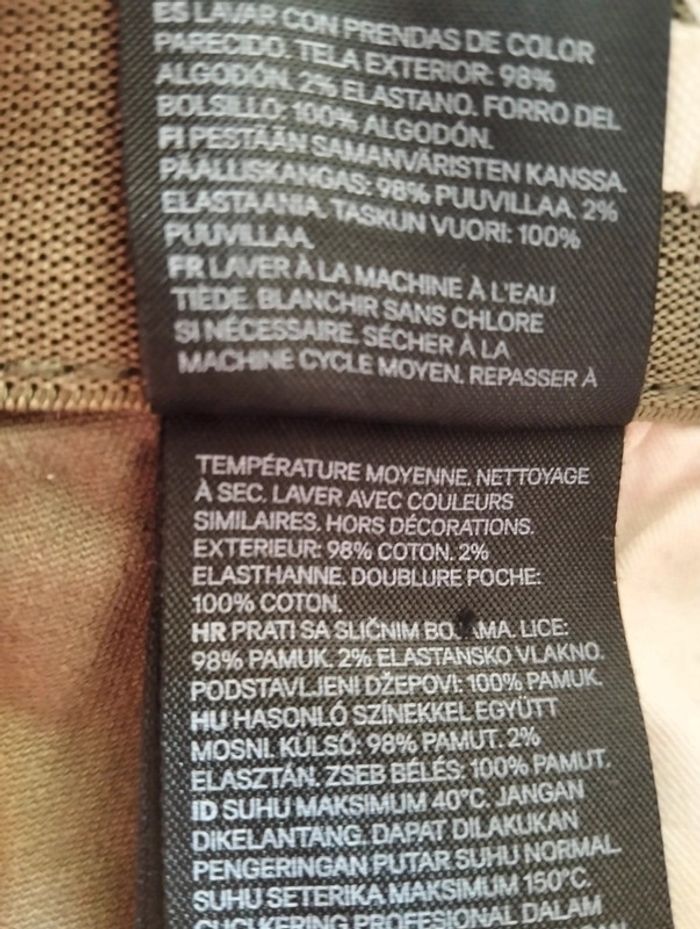 ES LAVAR CON PRENDAS DE COLOR
PARECIDO. TELA EXTERIOR: 98%
ALGODÓN. 2% ELASTANO. FORRO DEL
BOLSILLO: 100% ALGODÓN.
FI PESTÄÄN SAMANVÄRISTEN KANSSA.
PÄÄLLISKANGAS: 98% PUUVILLAA. 2%
ELASTAANIA. TASKUN VUORI: 100%
PUUVILLAA.
FR LAVER À LA MACHINE À L'EAU
TIÈDE. BLANCHIR SANS CHLORE
SI NÉCESSAIRE. SÉCHER À LA
MACHINE CYCLE MOYEN. REPASSER À
TEMPÉRATURE MOYENNE. NETTOYAGE
À SEC. LAVER AVEC COULEURS
SIMILAIRES. HORS DÉCORATIONS.
EXTERIEUR: 98% COTON. 2%
ELASTHANNE. DOUBLURE POCHE:
100% COTON.
HR PRATI SA SLIČNIM LICE:
98% PAMUK. 2% ELASTANSKO VLAKNO.
PODSTAVLJENI DŽEPOVI: 100% PAMUK.
HU HASONLÓ SZÍNEKKEL EGYÜTT
MOSNI. KÜLSŐ: 98% PAMUT. 2%
ELASZTÁN. ZSEB BÉLÉS: 100% PAMUT.
ID SUHU MAKSIMUM 40°C. JANGAN
DIKELANTANG. DAPAT DILAKUKAN
PENGERINGAN PUTAR SUHU NORMAL.
SUHU SETERIKA MAKSIMUM 150°C.
CUCI KERING PROFESIONAL DALAM